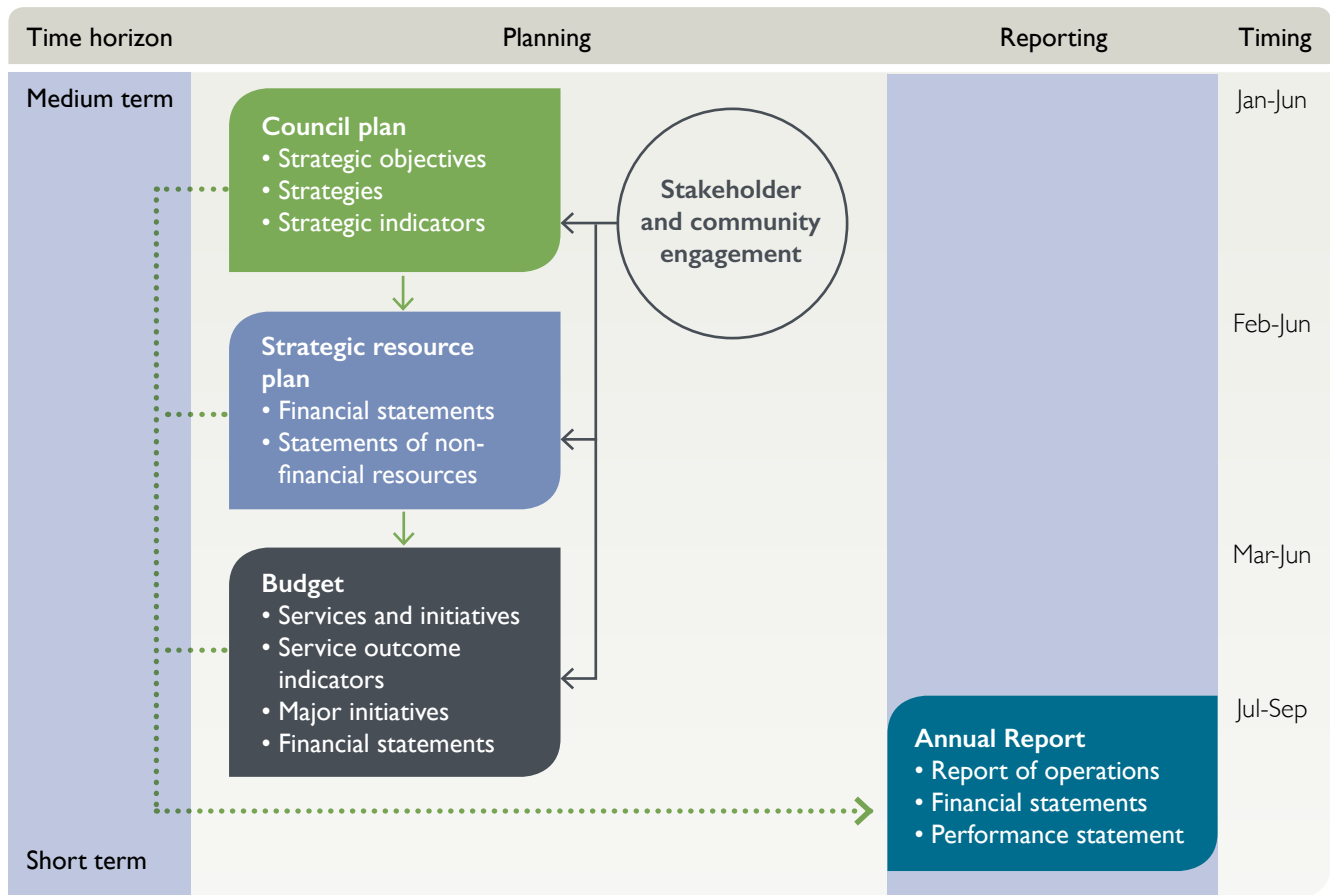 Time horizon
Planning
Reporting
Timing
Medium term
Jan-Jun
Council plan
• Strategic objectives
• Strategies
• Strategic indicators
Stakeholder
and community
engagement
Feb-Jun
Strategic resource
plan
• Financial statements
• Statements of non-
financial resources
Mar-Jun
Budget
• Services and initiatives
• Service outcome
indicators
• Major initiatives
• Financial statements
Jul-Sep
Annual Report
• Report of operations
• Financial statements
• Performance statement
Short term